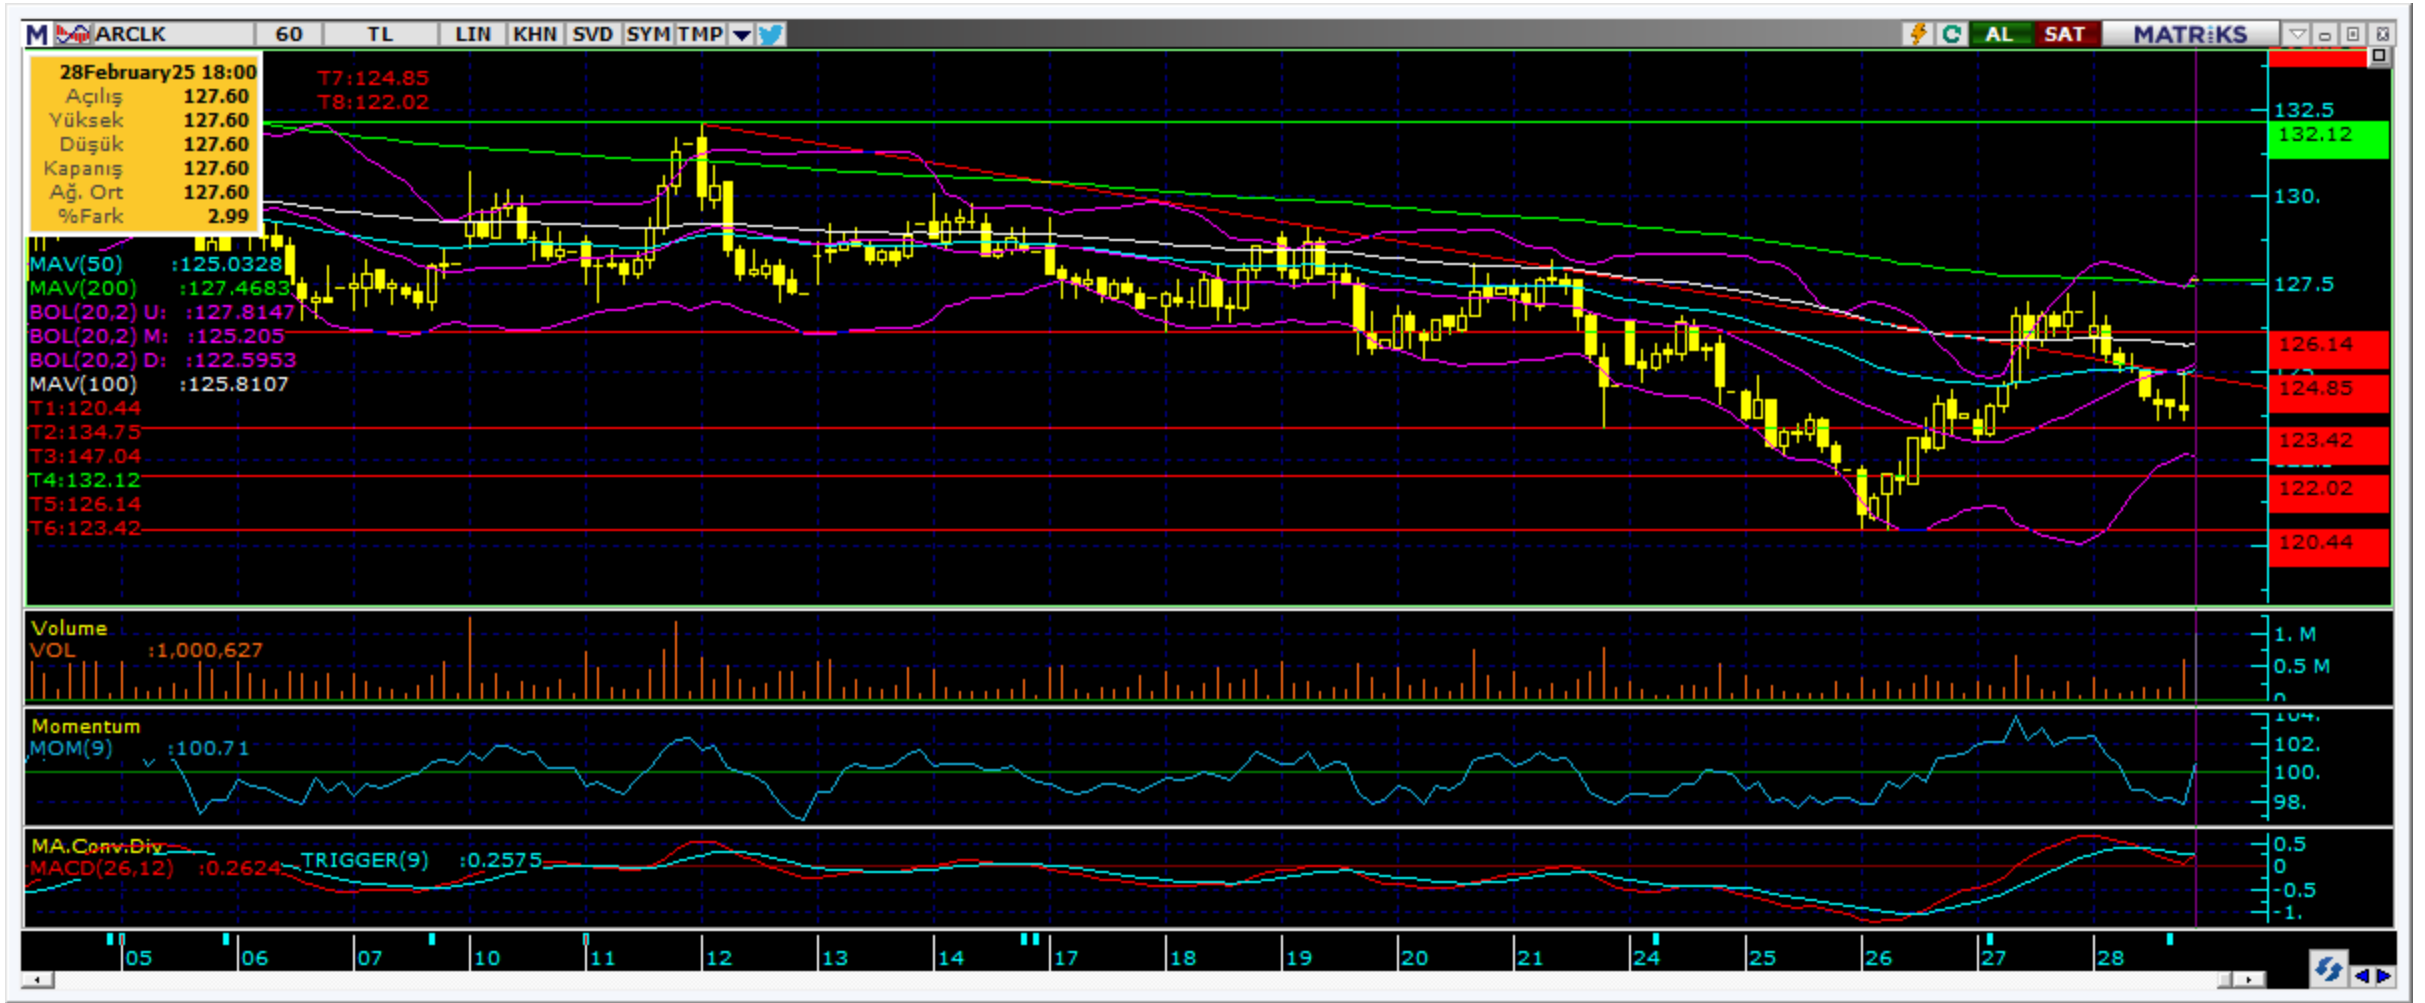 M ARCLK 60 TL LIN KHN SVD SYM TMP C AL SAT MATRiKS
28February25 18:00
Açılış 127.60
Yüksek 127.60
Düşük 127.60
Kapanış 127.60
Ağ. Ort 127.60
%Fark 2.99
T7:124.85
T8:122.02
MAV(50) :125.0328
MAV(200) :127.4683
BOL(20,2) U: :127.8147
BOL(20,2) M: :125.205
BOL(20,2) D: :122.5953
MAV(100) :125.8107
T1:120.44
T2:134.75
T3:147.04
T4:132.12
T5:126.14
T6:123.42
132.5
132.12
130.
127.5
126.14
124.85
123.42
122.02
120.44
Volume
VOL :1,000,627
1. M
0.5 M
0
Momentum
MOM(9) :100.71
104.
102.
100.
98.
MA.Conv.Div
MACD(26,12) :0.2624
TRIGGER(9) :0.2575
0.5
0
-0.5
-1.
05 06 07 10 11 12 13 14 17 18 19 20 21 24 25 26 27 28